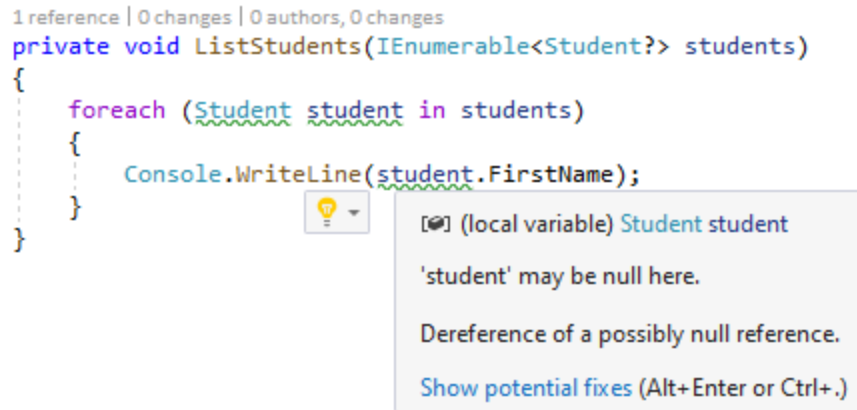 1 reference | 0 changes | 0 authors, 0 changes
private void ListStudents(IEnumerable<Student?> students)
{
    foreach (Student student in students)
    {
        Console.WriteLine(student.FirstName);
    }
}
(local variable) Student student
'student' may be null here.
Dereference of a possibly null reference.
Show potential fixes (Alt+Enter or Ctrl+.)